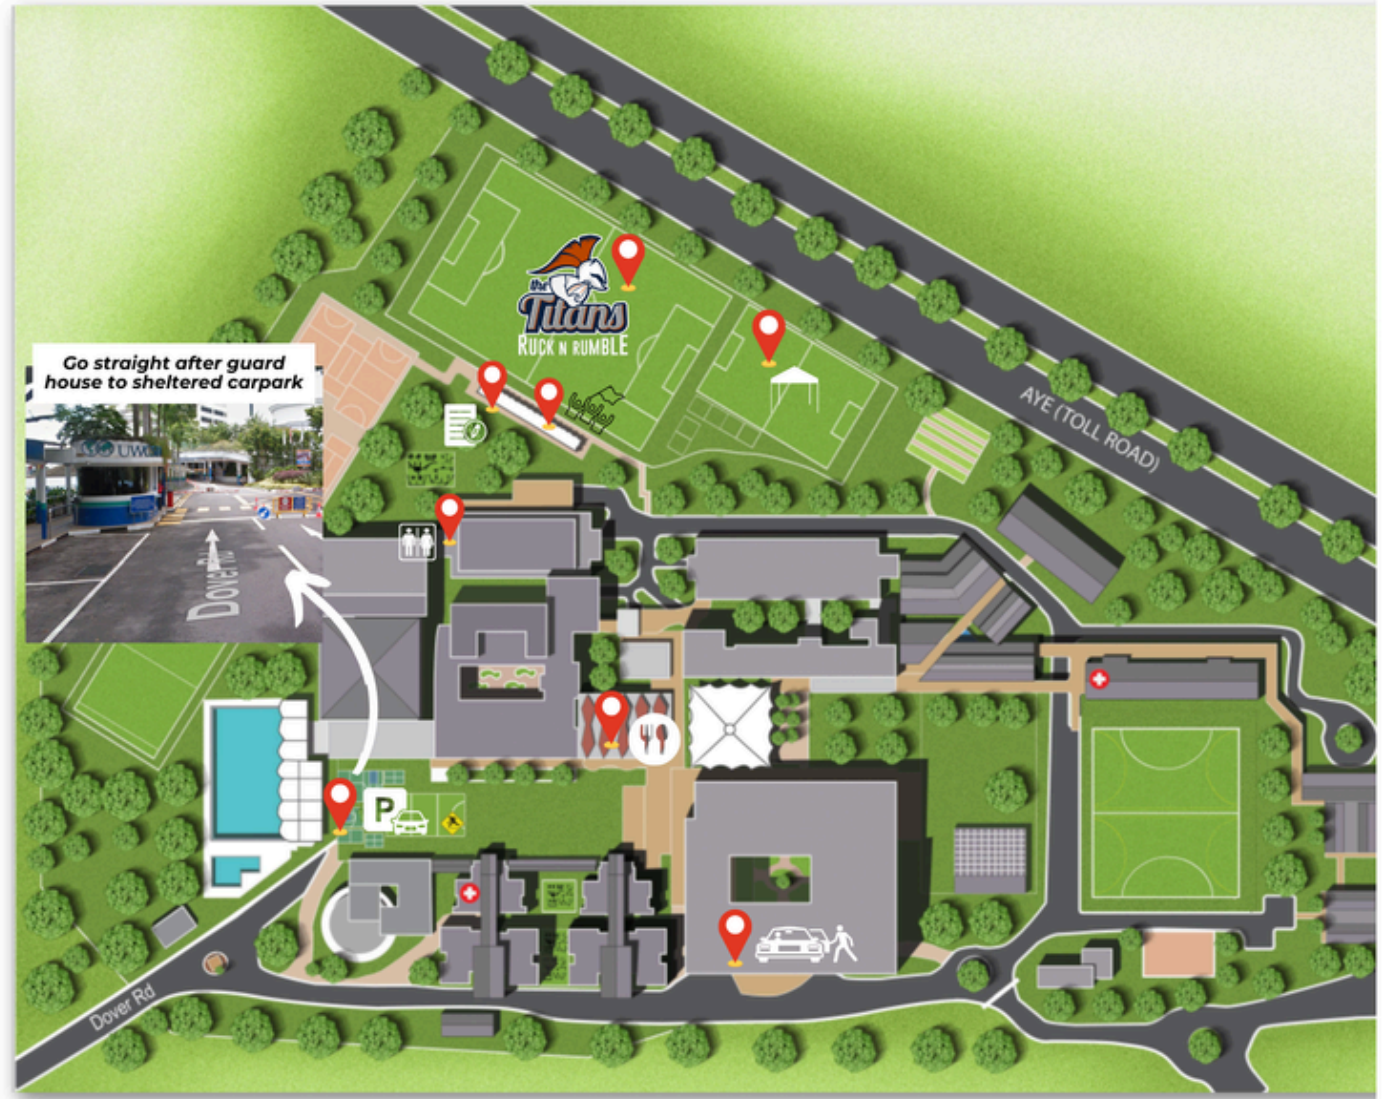 the
Titans
RUCK N RUMBLE
Go straight after guard
house to sheltered carpark
AYE (TOLL ROAD)
UWC
Dover Rd
P
Dover Rd